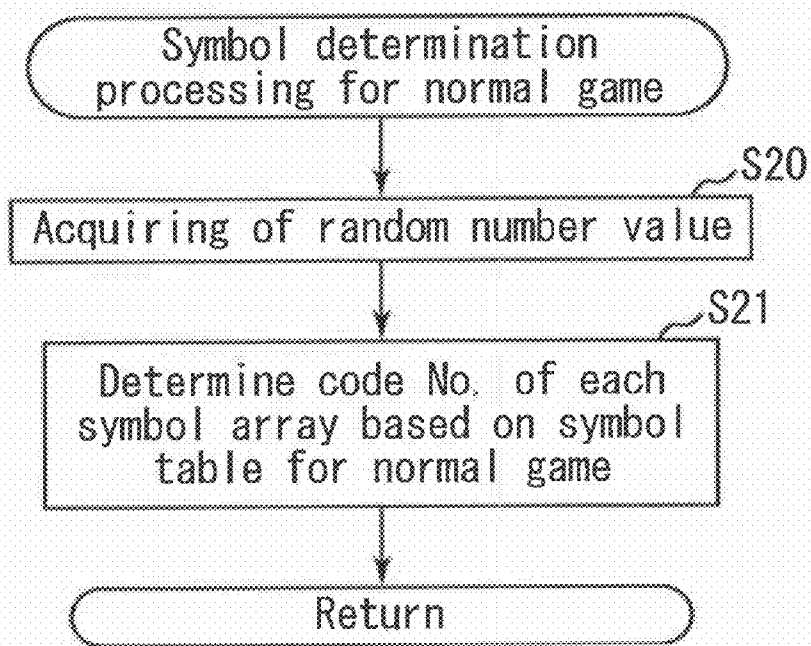 Symbol determination
processing for normal game
S20
Acquiring of random number value
S21
Determine code No. of each
symbol array based on symbol
table for normal game
Return